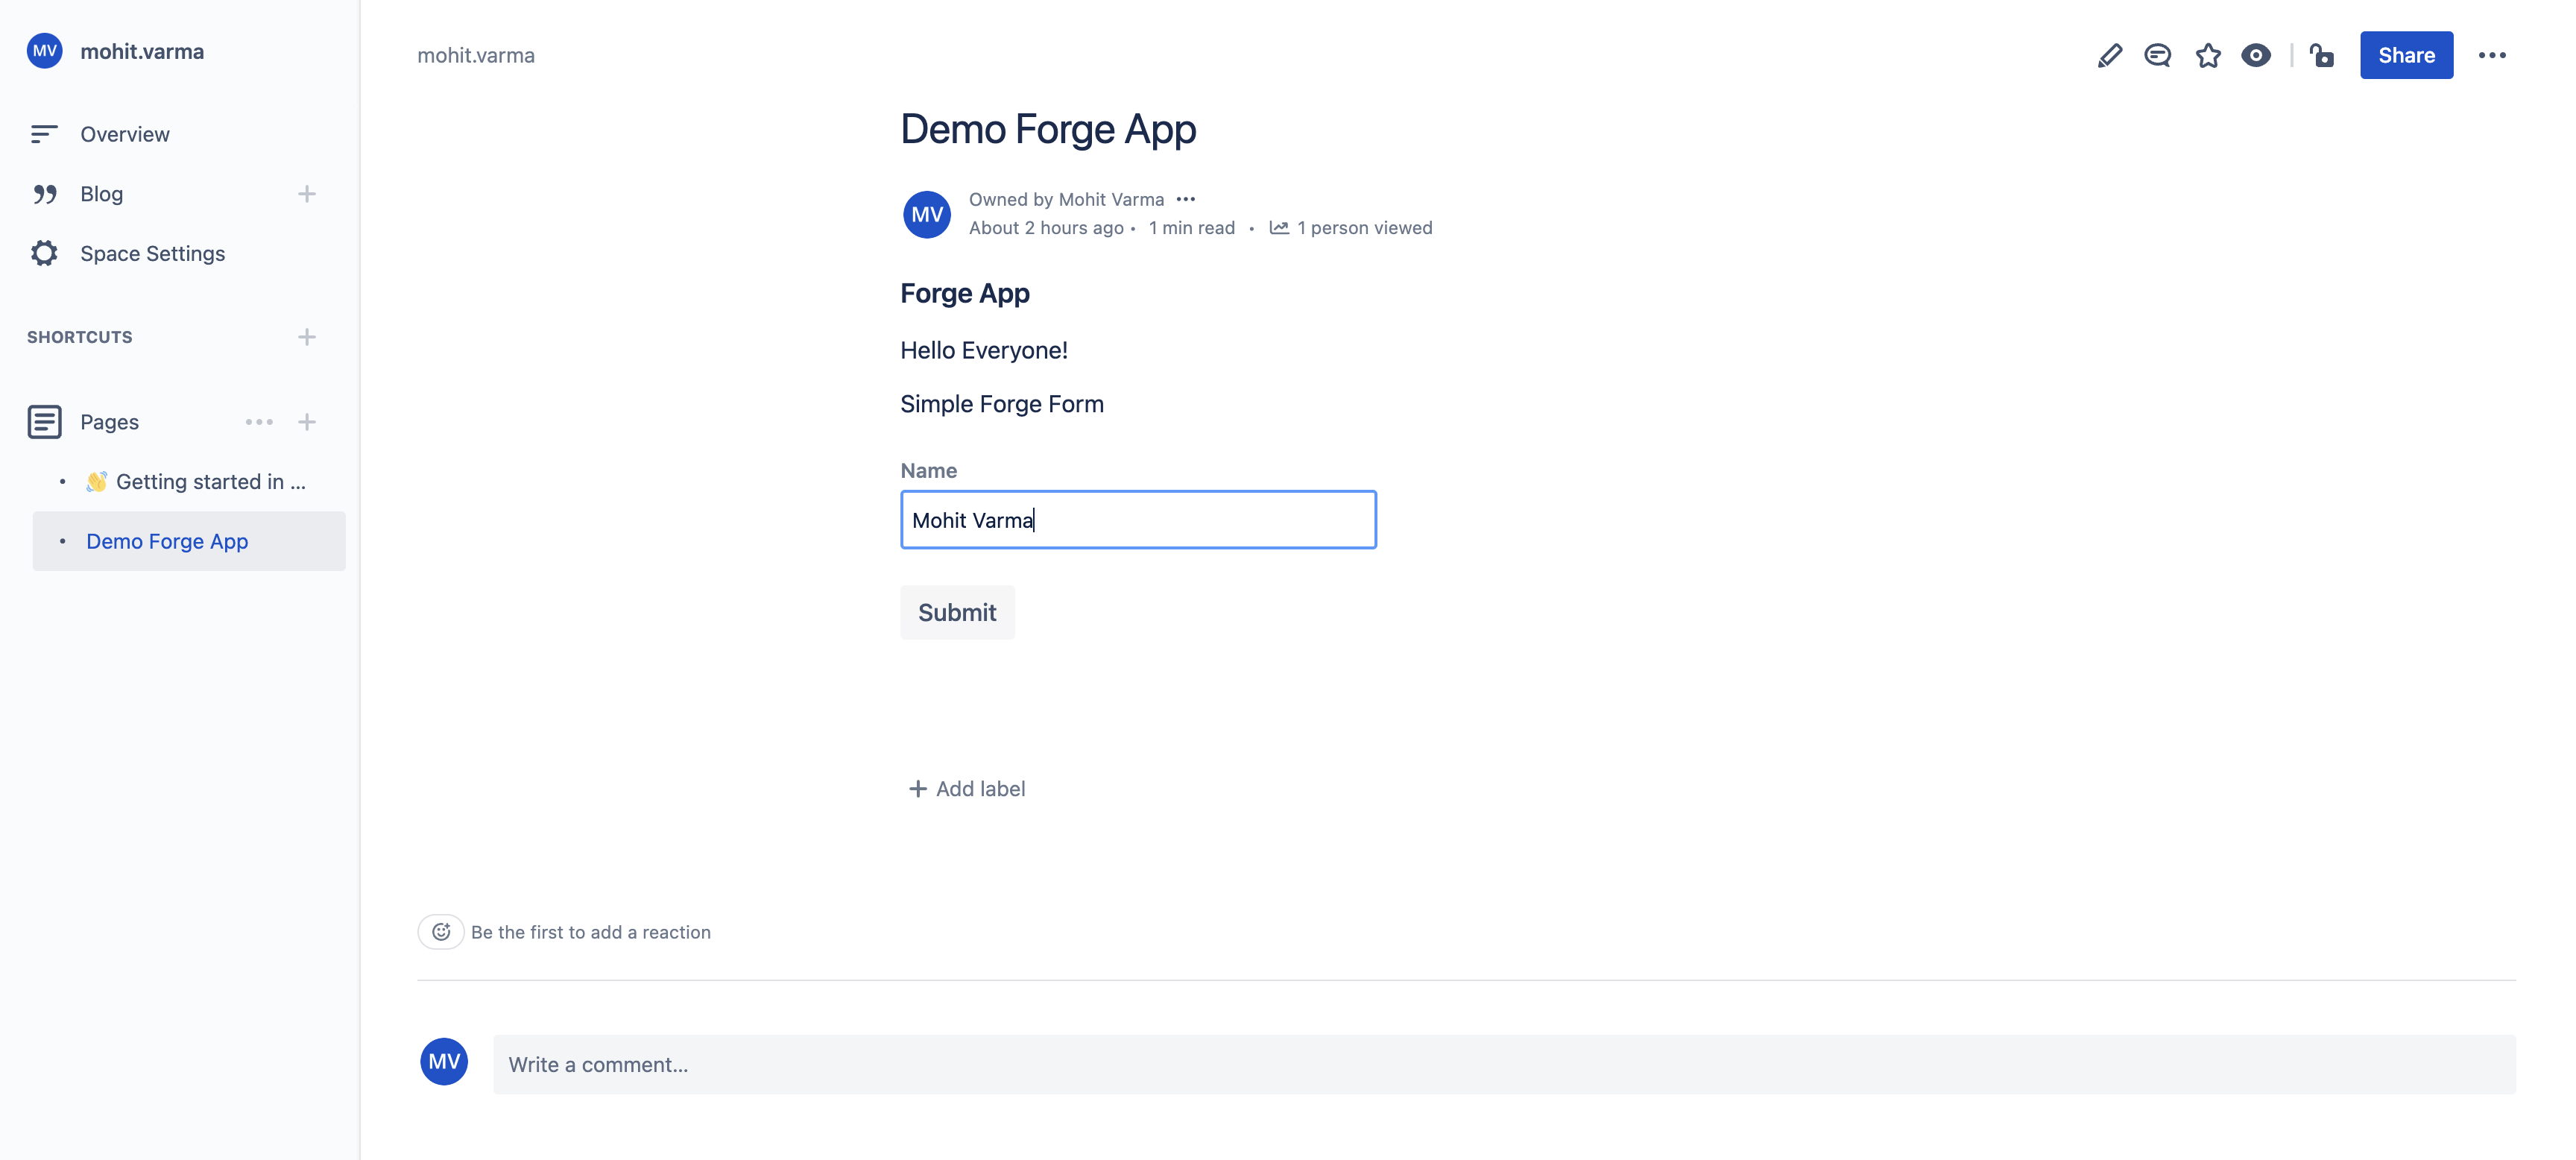 MV mohit.varma
Overview
Blog
Space Settings
SHORTCUTS
Pages
Getting started in ...
Demo Forge App
mohit.varma
Share
Demo Forge App
MV
Owned by Mohit Varma
About 2 hours ago • 1 min read • 1 person viewed
Forge App
Hello Everyone!
Simple Forge Form
Name
Mohit Varma
Submit
Add label
Be the first to add a reaction
MV
Write a comment...